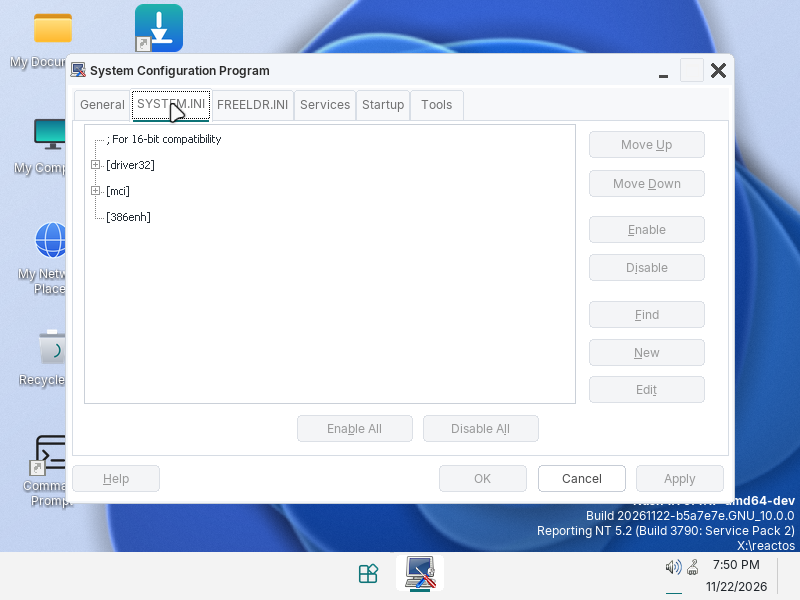 My Docum
My Comp
My Netw
Place
Recycle
Comma
Promp
System Configuration Program
General
SYSTEM.INI
FREELDR.INI
Services
Startup
Tools
; For 16-bit compatibility
[driver32]
[mci]
[386enh]
Move Up
Move Down
Enable
Disable
Find
New
Edit
Enable All
Disable All
Help
OK
Cancel
Apply
Build 20261122-b5a7e7e.GNU_10.0.0
Reporting NT 5.2 (Build 3790: Service Pack 2)
X:\reactos
7:50 PM
11/22/2026